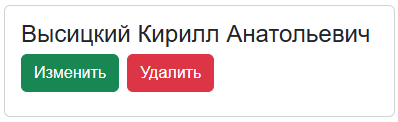 Высицкий Кирилл Анатольевич
Изменить Удалить